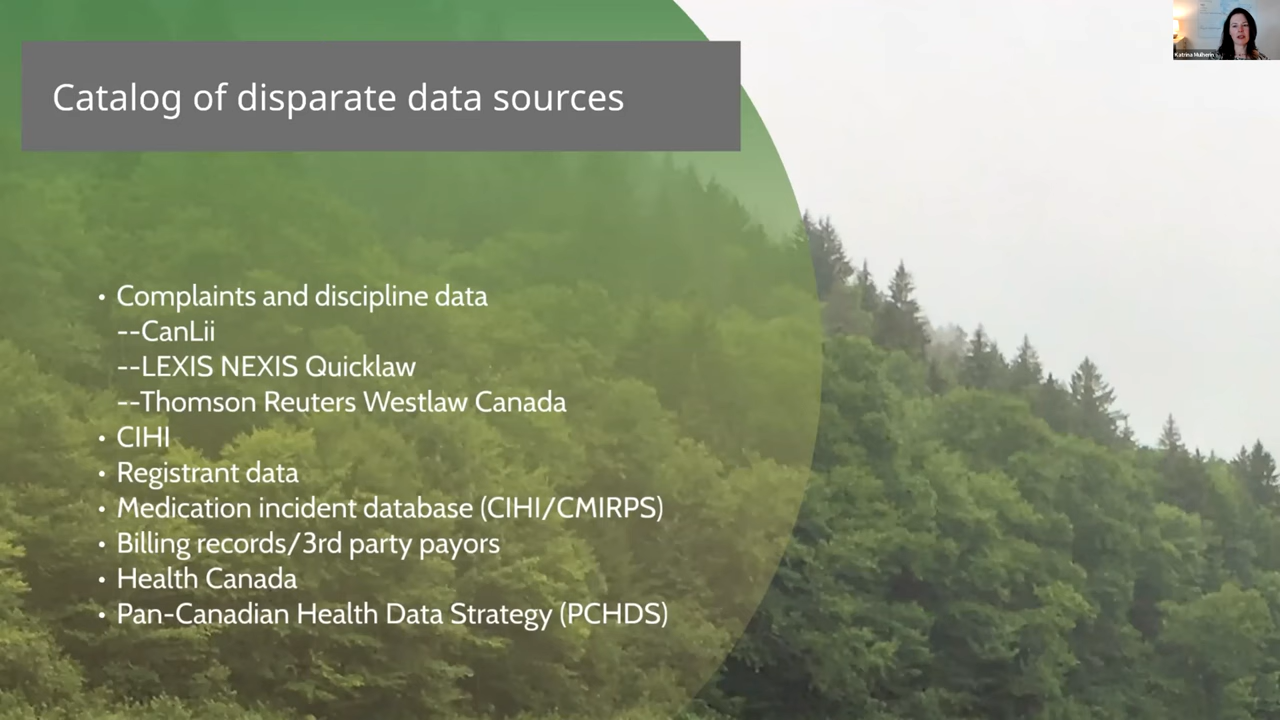 Catalog of disparate data sources
Katrina Mulherin
• Complaints and discipline data
--CanLii
--LEXIS NEXIS Quicklaw
--Thomson Reuters Westlaw Canada
• CIHI
• Registrant data
• Medication incident database (CIHI/CMIRPS)
• Billing records/3rd party payors
• Health Canada
• Pan-Canadian Health Data Strategy (PCHDS)